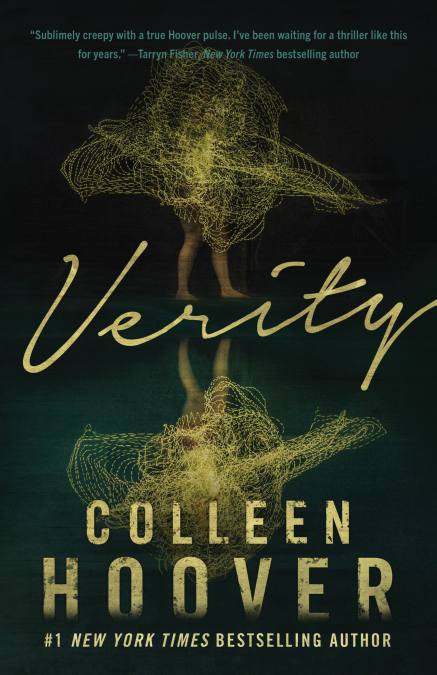 “Sublimely creepy with a true Hoover pulse. I’ve been waiting for a thriller like this
for years.” —Tarryn Fisher, New York Times bestselling author
Verity
COLLEEN
HOOVER
#1 NEW YORK TIMES BESTSELLING AUTHOR